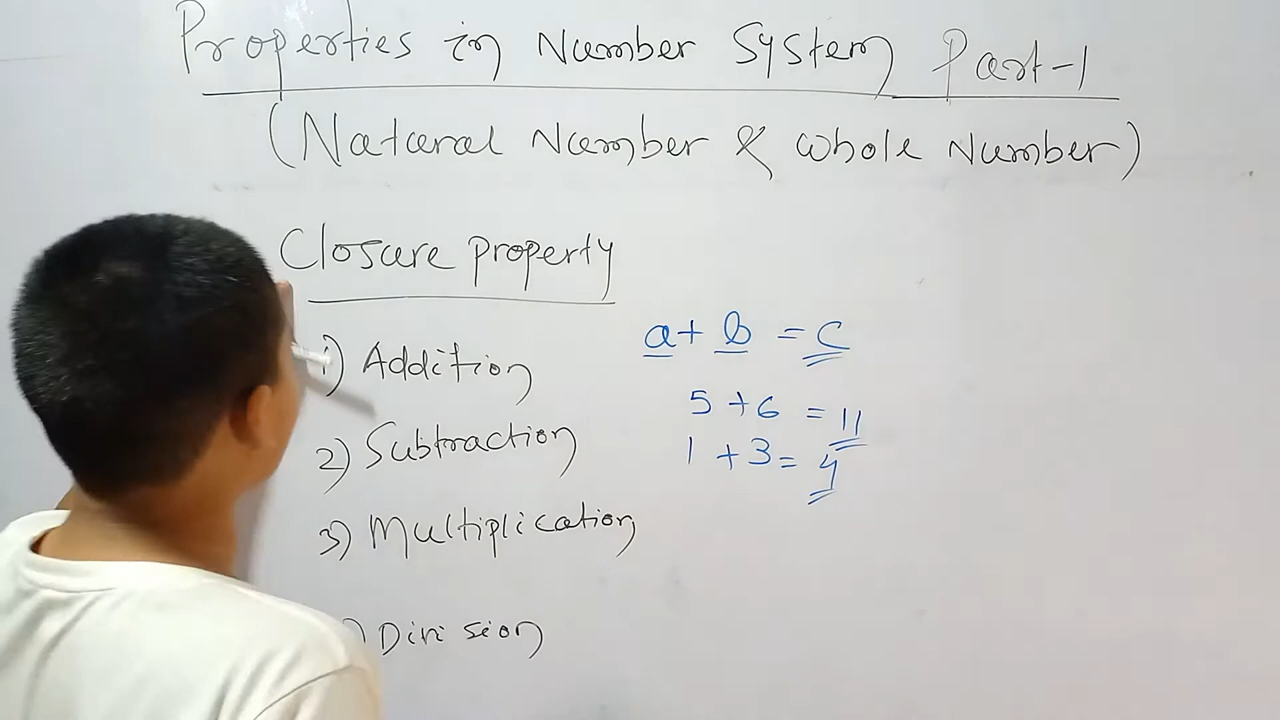 Properties in Number System Part-1
(Natural Number & Whole Number)
Closure property
1) Addition
a + b = c
5 + 6 = 11
1 + 3 = 4
2) Subtraction
3) Multiplication
) Division